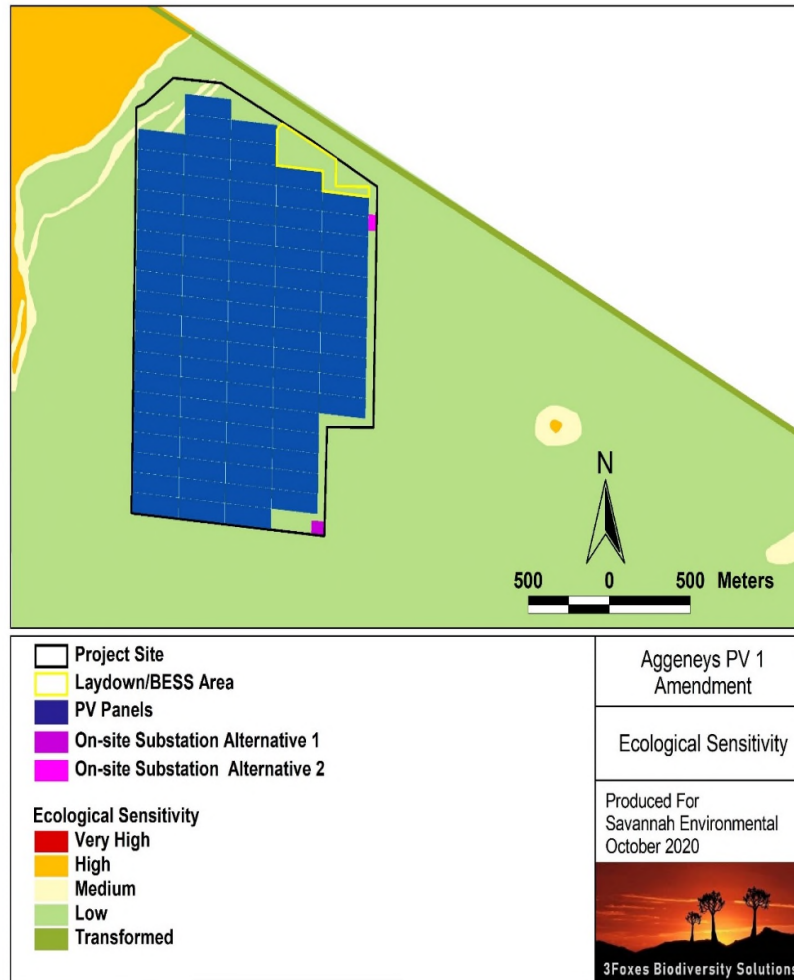 N
500 0 500 Meters
Project Site
Laydown/BESS Area
PV Panels
On-site Substation Alternative 1
On-site Substation Alternative 2
Ecological Sensitivity
Very High
High
Medium
Low
Transformed
Aggeneys PV 1
Amendment
Ecological Sensitivity
Produced For
Savannah Environmental
October 2020
3Foxes Biodiversity Solutions